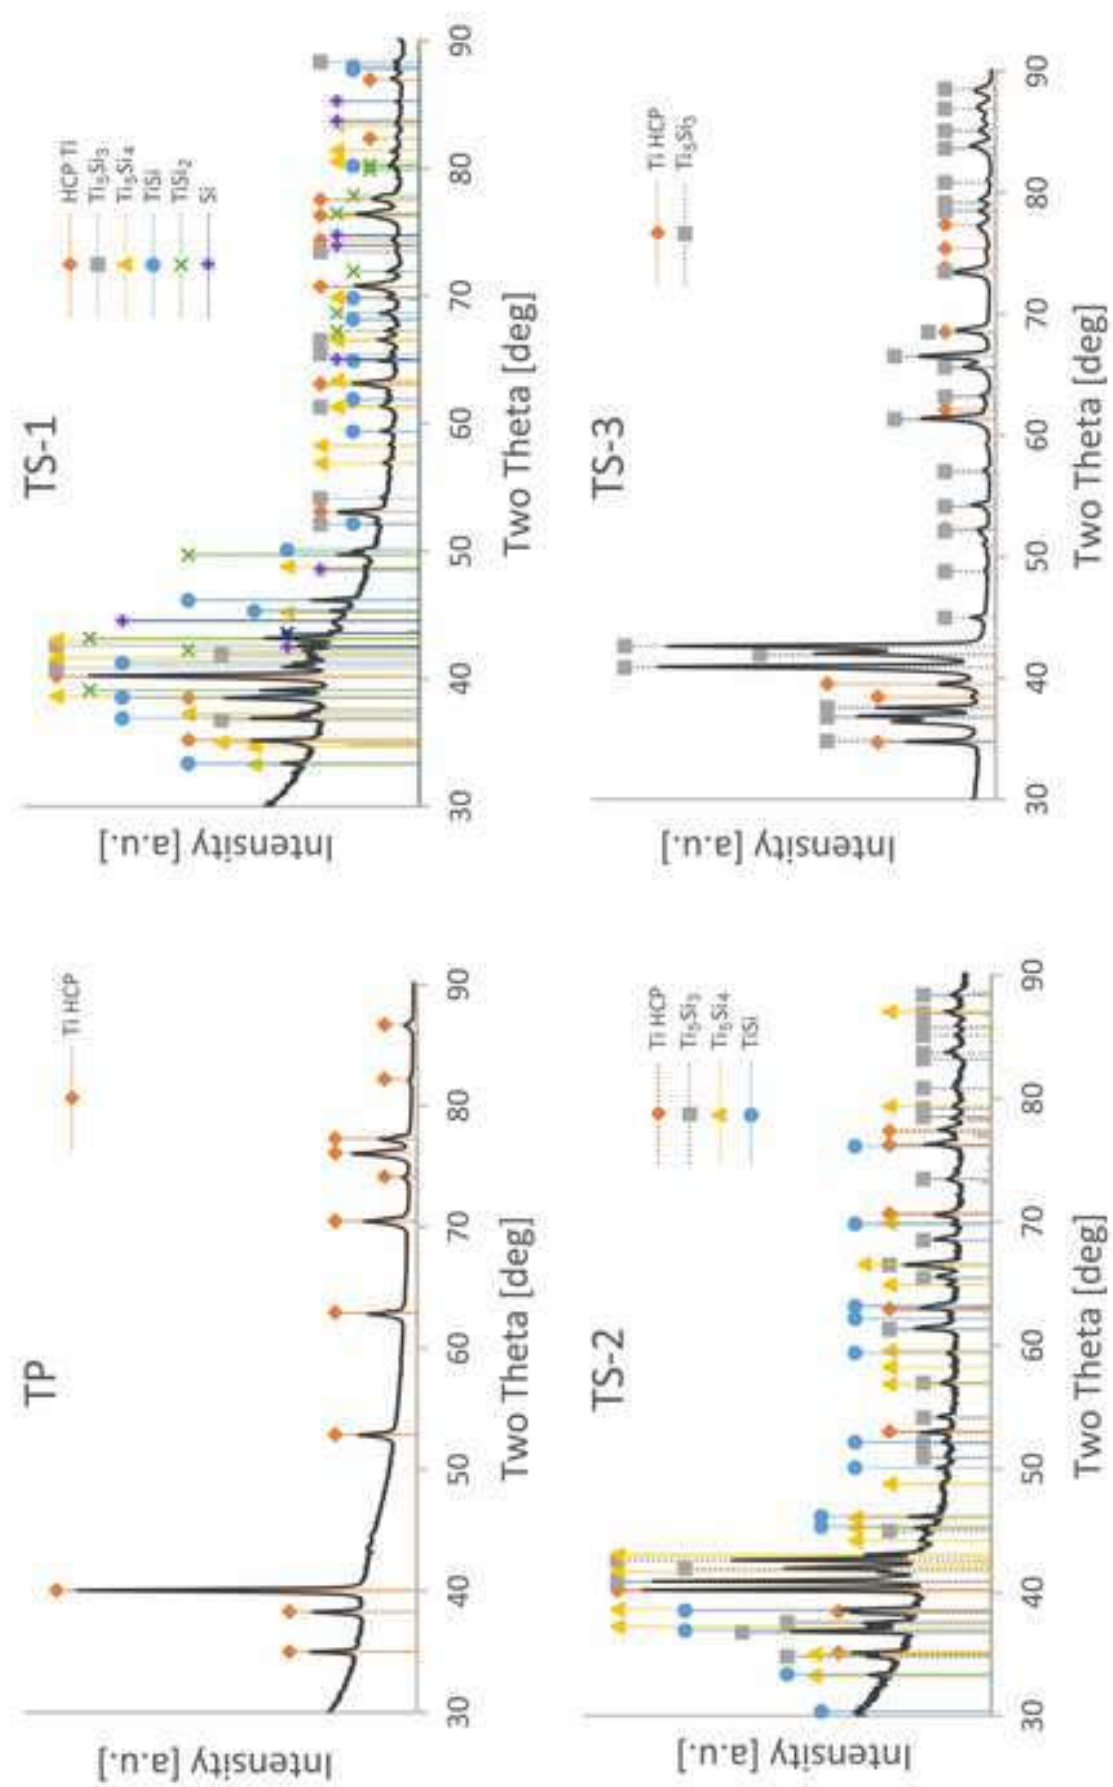 TP
Ti HCP
Intensity [a.u.]
30 40 50 60 70 80 90
Two Theta [deg]
TS-1
HCP Ti
Ti₅Si₃
Ti₅Si₄
TiSi
TiSi₂
Si
Intensity [a.u.]
30 40 50 60 70 80 90
Two Theta [deg]
TS-2
Ti HCP
Ti₅Si₃
Ti₅Si₄
TiSi
Intensity [a.u.]
30 40 50 60 70 80 90
Two Theta [deg]
TS-3
Ti HCP
Ti₅Si₃
Intensity [a.u.]
30 40 50 60 70 80 90
Two Theta [deg]